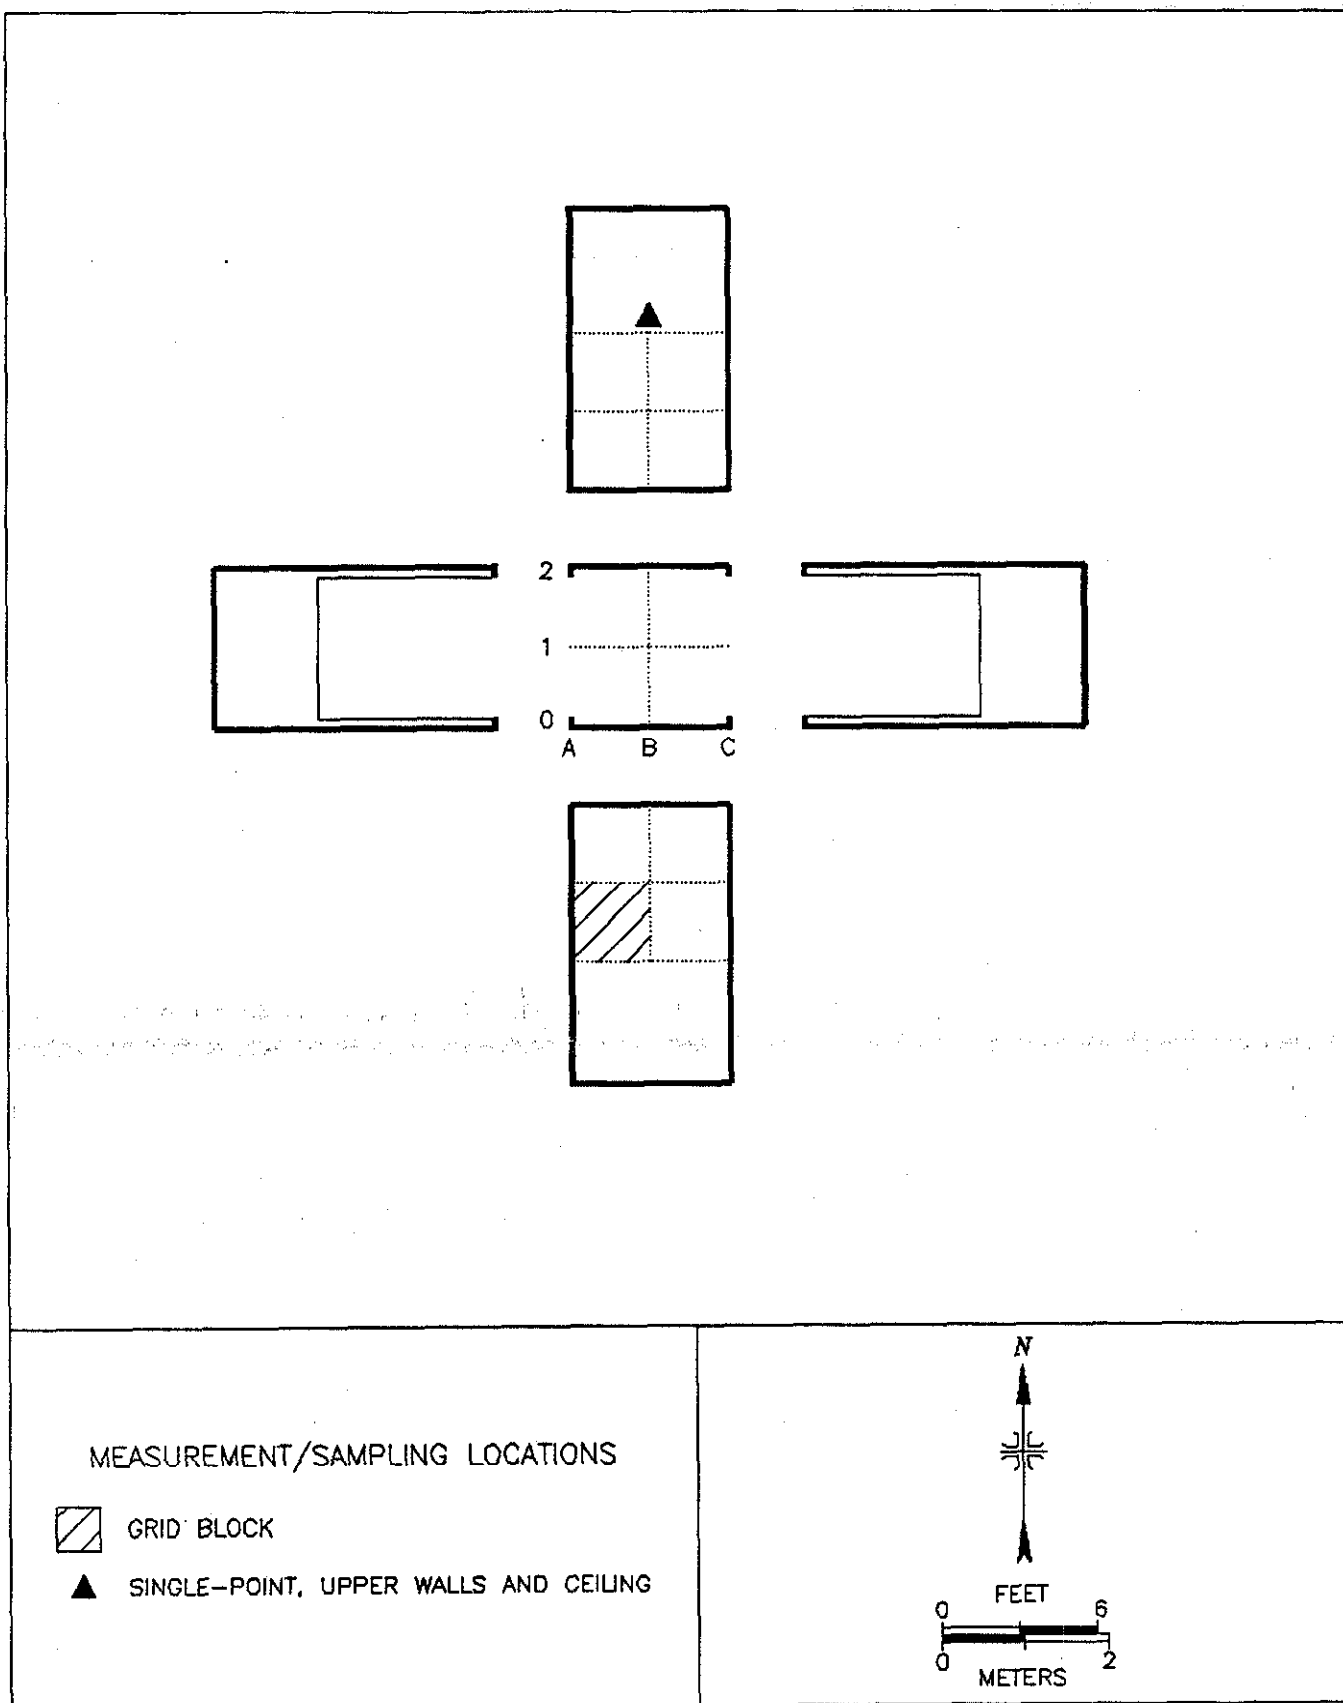 2
1
0
A B C
MEASUREMENT/SAMPLING LOCATIONS
GRID BLOCK
SINGLE-POINT, UPPER WALLS AND CEILING
N
FEET
0 6
0 2
METERS